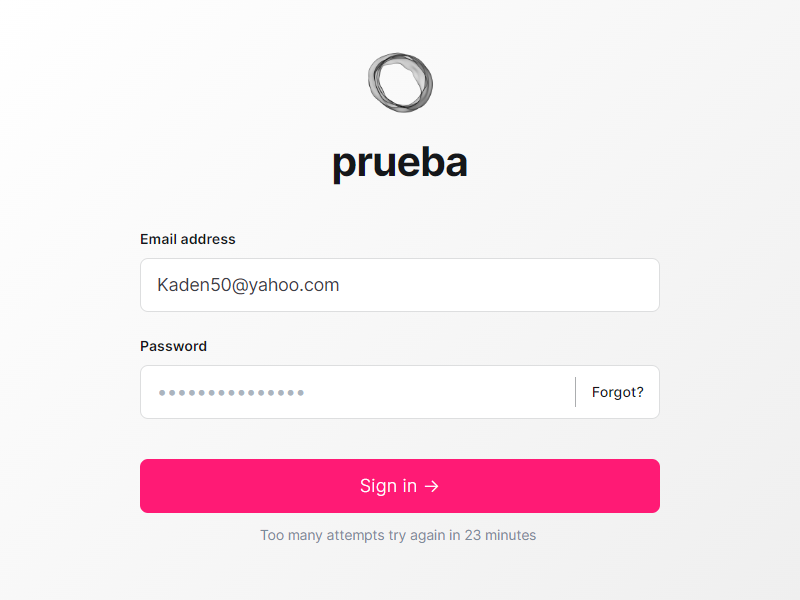 prueba
Email address
Kaden50@yahoo.com
Password
Forgot?
Sign in →
Too many attempts try again in 23 minutes